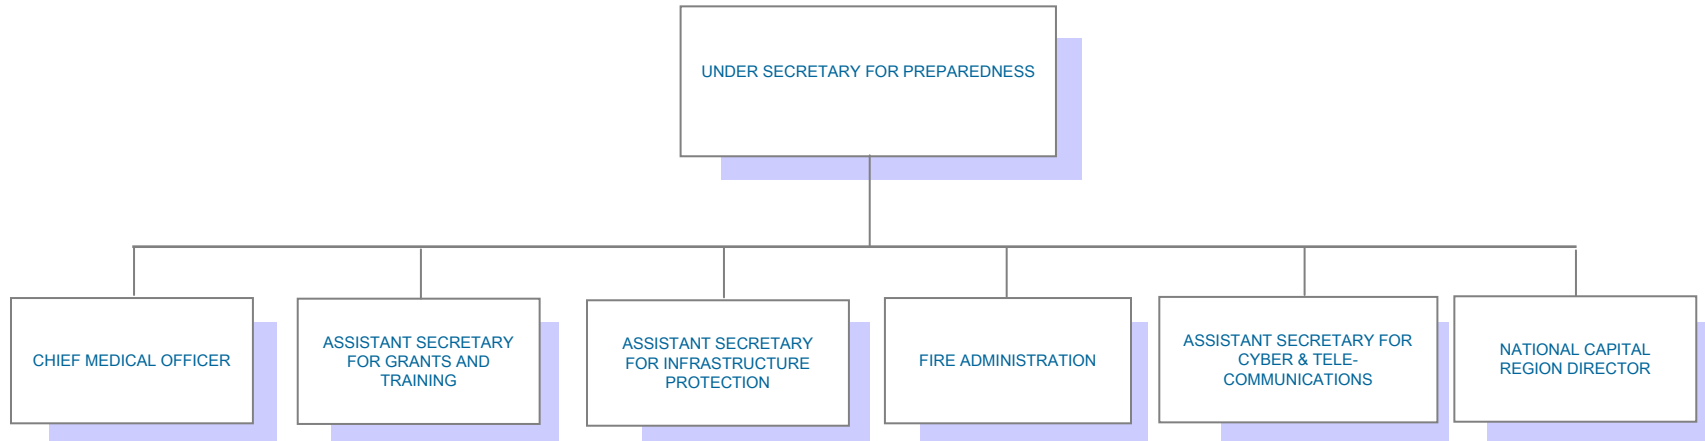 UNDER SECRETARY FOR PREPAREDNESS
CHIEF MEDICAL OFFICER
ASSISTANT SECRETARY
FOR GRANTS AND
TRAINING
ASSISTANT SECRETARY
FOR INFRASTRUCTURE
PROTECTION
FIRE ADMINISTRATION
ASSISTANT SECRETARY FOR
CYBER & TELE-
COMMUNICATIONS
NATIONAL CAPITAL
REGION DIRECTOR